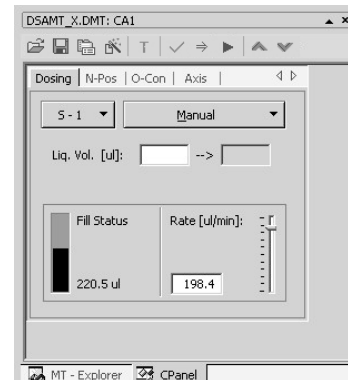 DSAMT_X.DMT: CA1
T
Dosing N-Pos O-Con Axis
S - 1 Manual
Liq. Vol. [ul]: -->
Fill Status Rate [ul/min]:
220.5 ul 198.4
MT - Explorer CPanel